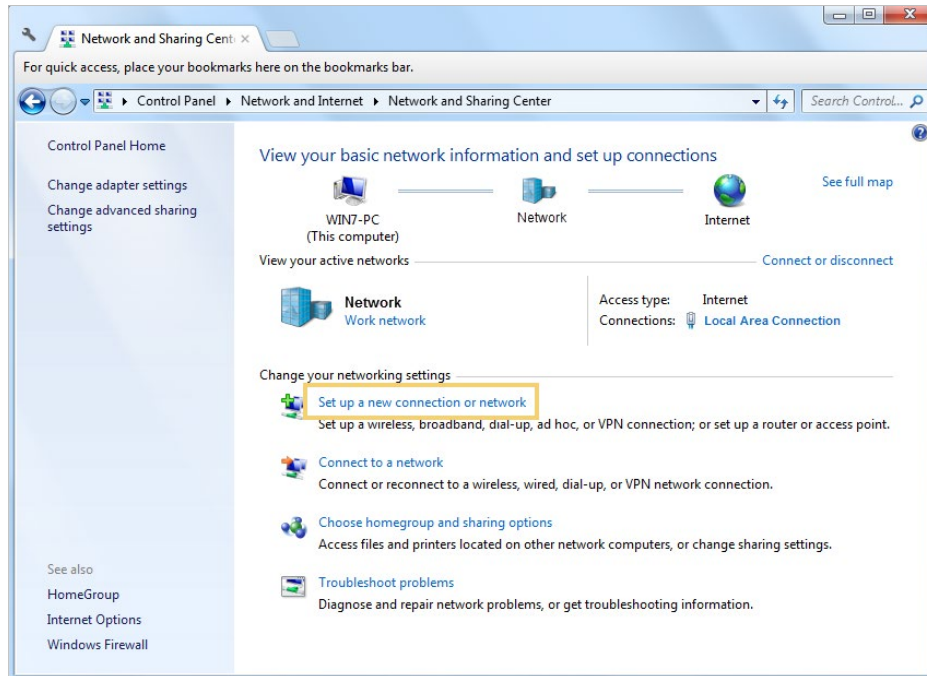 Network and Sharing Cent
For quick access, place your bookmarks here on the bookmarks bar.
Control Panel Network and Internet Network and Sharing Center
Search Control...
Control Panel Home
Change adapter settings
Change advanced sharing
settings
View your basic network information and set up connections
See full map
WIN7-PC
(This computer)
Network
Internet
View your active networks
Connect or disconnect
Network
Work network
Access type: Internet
Connections: Local Area Connection
Change your networking settings
Set up a new connection or network
Set up a wireless, broadband, dial-up, ad hoc, or VPN connection; or set up a router or access point.
Connect to a network
Connect or reconnect to a wireless, wired, dial-up, or VPN network connection.
Choose homegroup and sharing options
Access files and printers located on other network computers, or change sharing settings.
Troubleshoot problems
Diagnose and repair network problems, or get troubleshooting information.
See also
HomeGroup
Internet Options
Windows Firewall